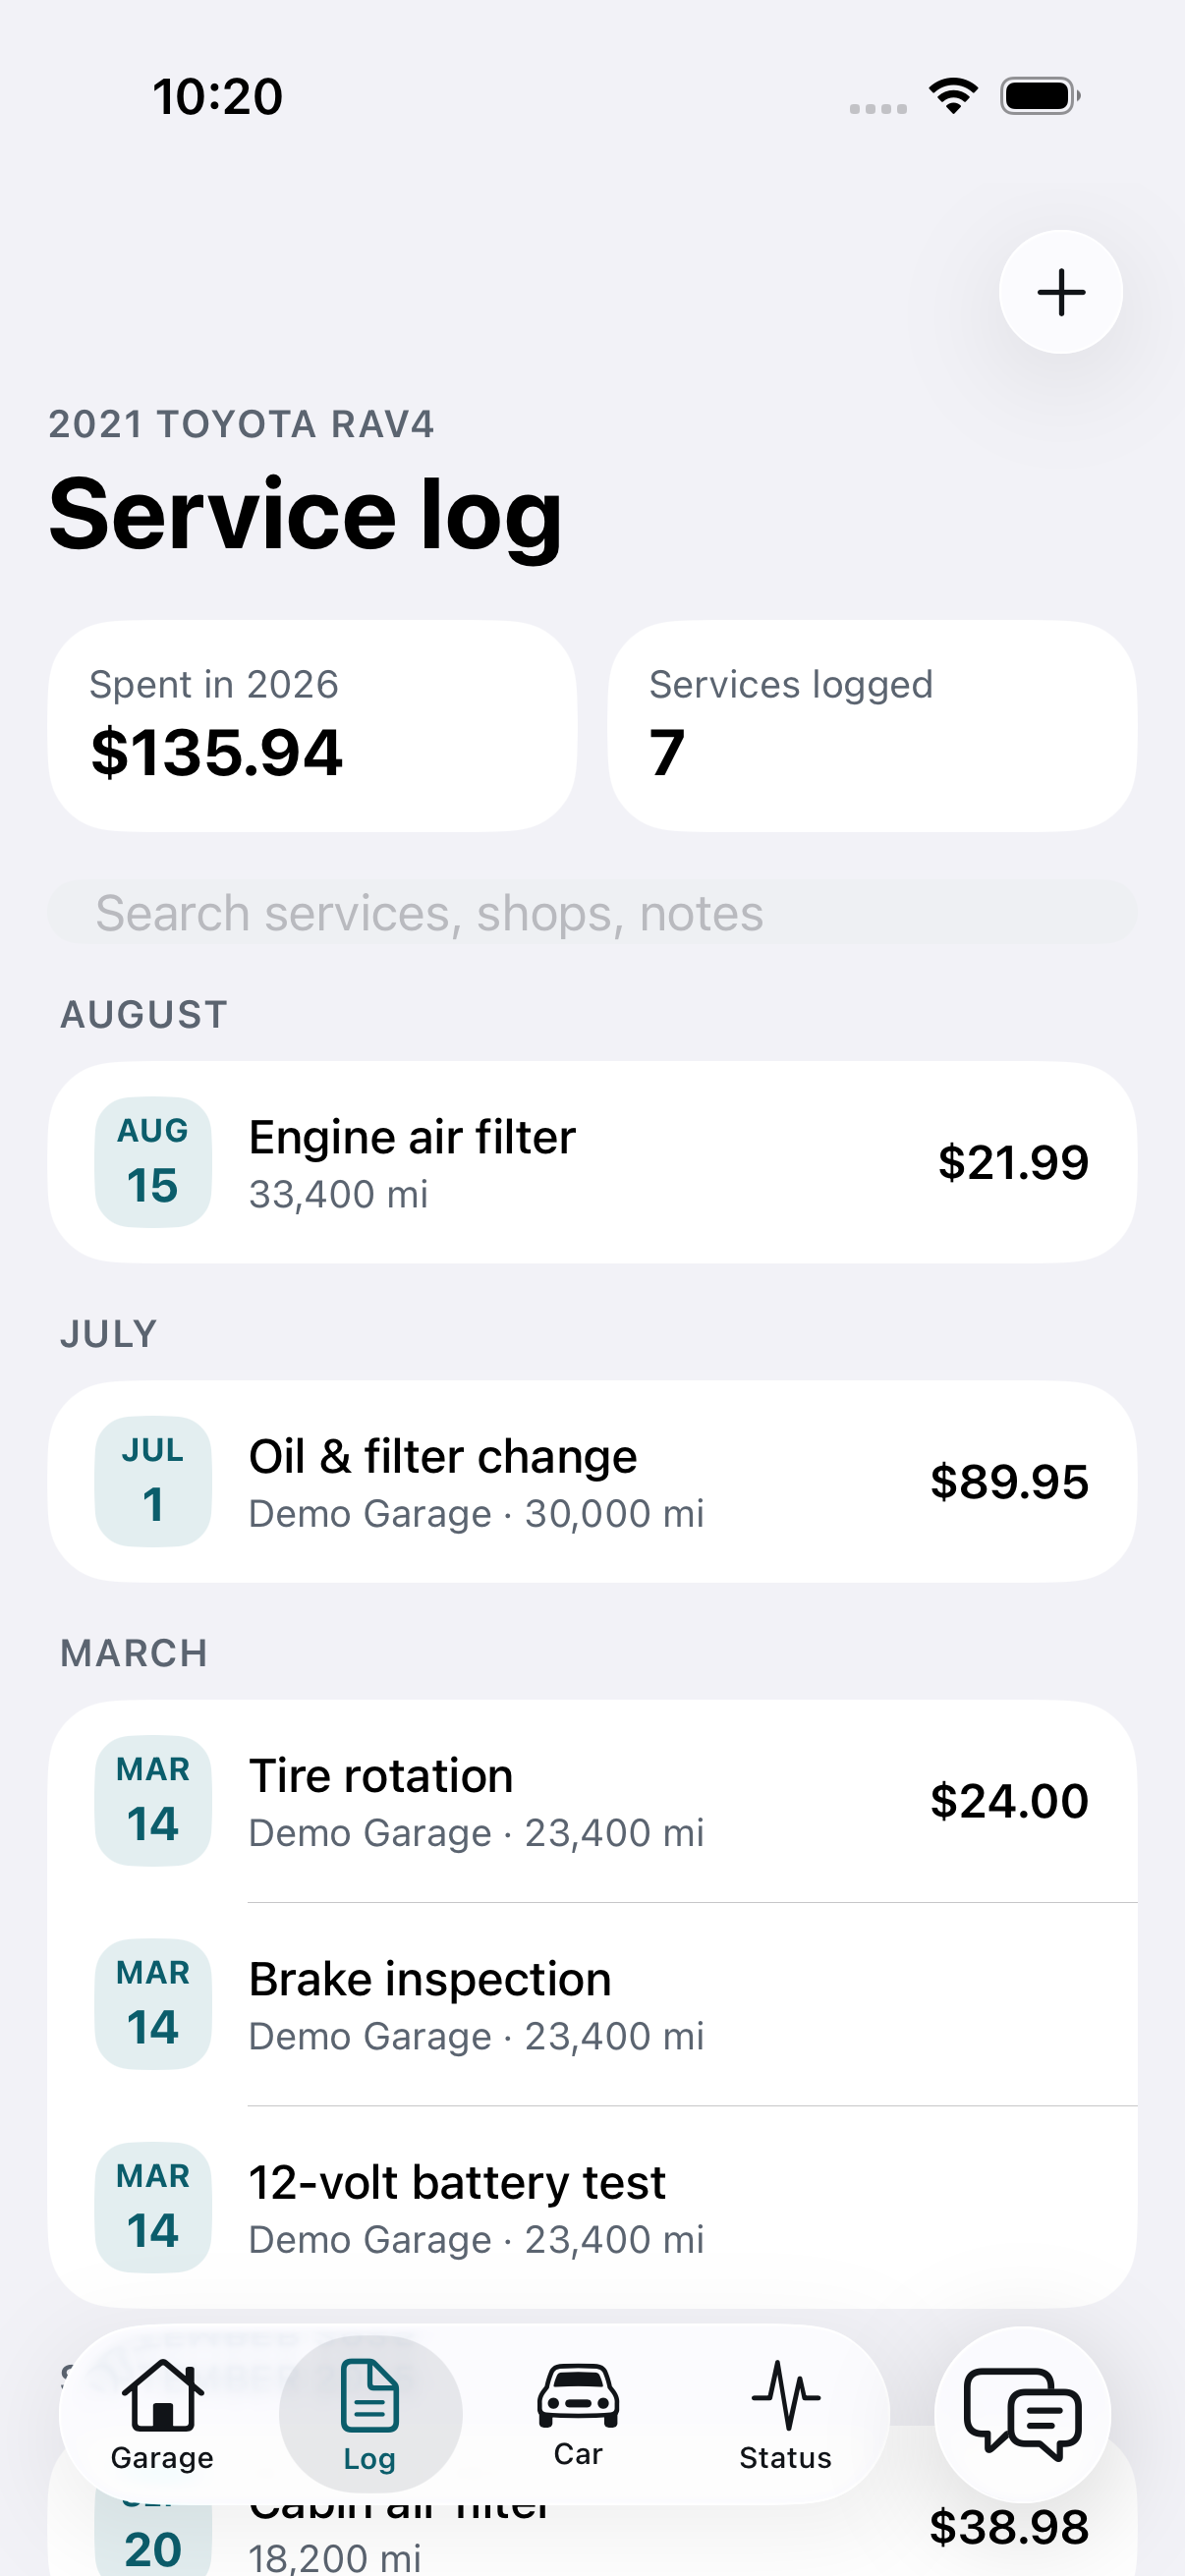 10:20
2021 TOYOTA RAV4
Service log
Spent in 2026
$135.94
Services logged
7
Search services, shops, notes
AUGUST
AUG
15
Engine air filter
33,400 mi
$21.99
JULY
JUL
1
Oil & filter change
Demo Garage · 30,000 mi
$89.95
MARCH
MAR
14
Tire rotation
Demo Garage · 23,400 mi
$24.00
MAR
14
Brake inspection
Demo Garage · 23,400 mi
MAR
14
12-volt battery test
Demo Garage · 23,400 mi
Garage
Log
Car
Status
20
Cabin air filter
18,200 mi
$38.98